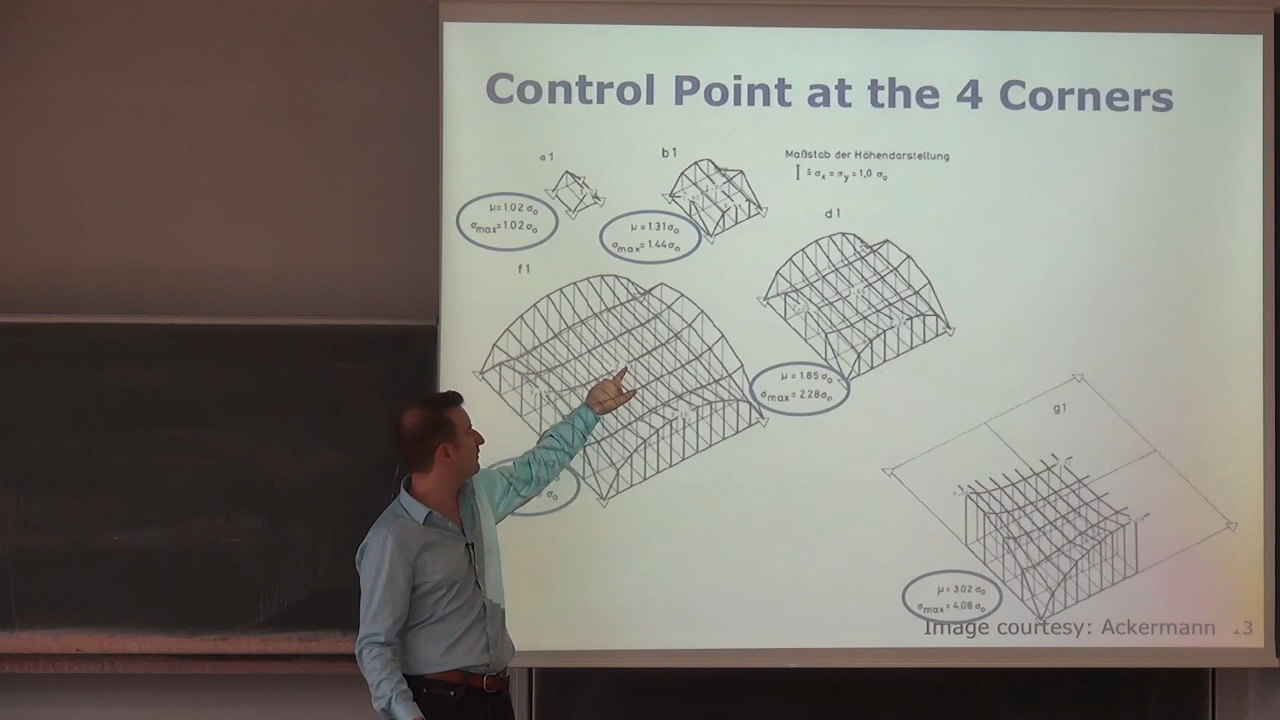 Control Point at the 4 Corners
a1
b1
Maßstab der Höhendarstellung
I ≙ σx = σy = 1,0 σ₀
μ = 1.02 σ₀
σmax = 1.02 σ₀
μ = 1.31 σ₀
σmax = 1.44 σ₀
d1
f1
μ = 1.85 σ₀
σmax = 2.28 σ₀
g1
σ₀
μ = 3.02 σ₀
σmax = 4.08 σ₀
Image courtesy: Ackermann